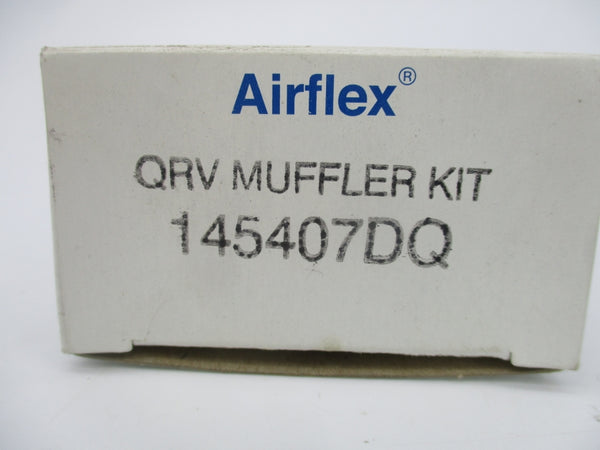 Airflex®
QRV MUFFLER KIT
145407DQ